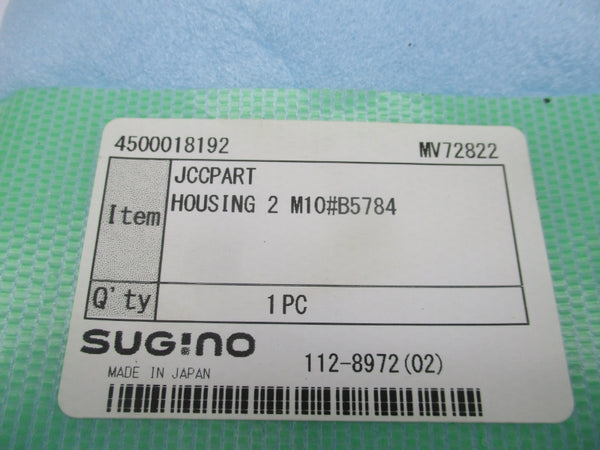 4500018192 MV72822
Item JCCPART
HOUSING 2 M10#B5784
Q'ty 1PC
SUGINO 112-8972(02)
MADE IN JAPAN